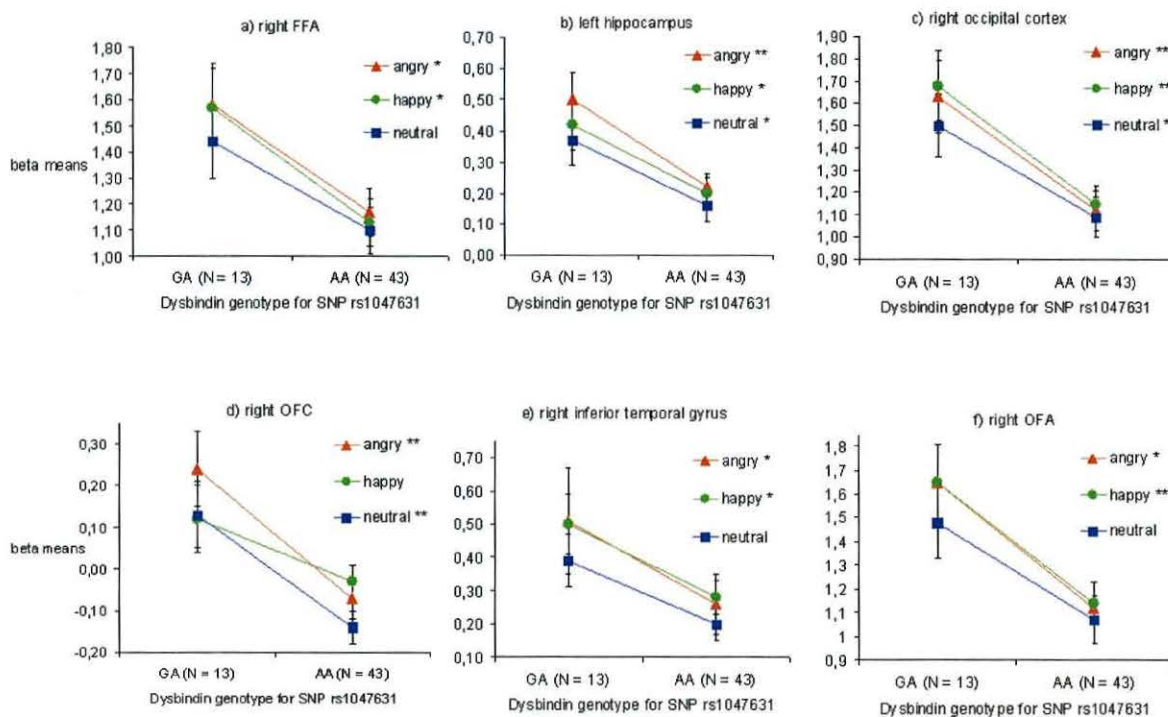 a) right FFA
1,80
1,70
1,60
1,50
1,40
1,30
1,20
1,10
1,00
beta means
angry *
happy *
neutral
GA (N = 13)
AA (N = 43)
Dysbindin genotype for SNP rs1047631
b) left hippocampus
0,70
0,60
0,50
0,40
0,30
0,20
0,10
0,00
angry **
happy *
neutral *
GA (N = 13)
AA (N = 43)
Dysbindin genotype for SNP rs1047631
c) right occipital cortex
1,90
1,80
1,70
1,60
1,50
1,40
1,30
1,20
1,10
1,00
0,90
angry **
happy **
neutral *
GA (N = 13)
AA (N = 43)
Dysbindin genotype for SNP rs1047631
d) right OFC
0,30
0,20
0,10
0,00
-0,10
-0,20
beta means
angry **
happy
neutral **
GA (N = 13)
AA (N = 43)
Dysbindin genotype for SNP rs1047631
e) right inferior temporal gyrus
0,70
0,60
0,50
0,40
0,30
0,20
0,10
angry *
happy *
neutral
GA (N = 13)
AA (N = 43)
Dysbindin genotype for SNP rs1047631
f) right OFA
1,8
1,7
1,6
1,5
1,4
1,3
1,2
1,1
1
0,9
angry *
happy **
neutral
GA (N = 13)
AA (N = 43)
Dysbindin genotype for SNP rs1047631